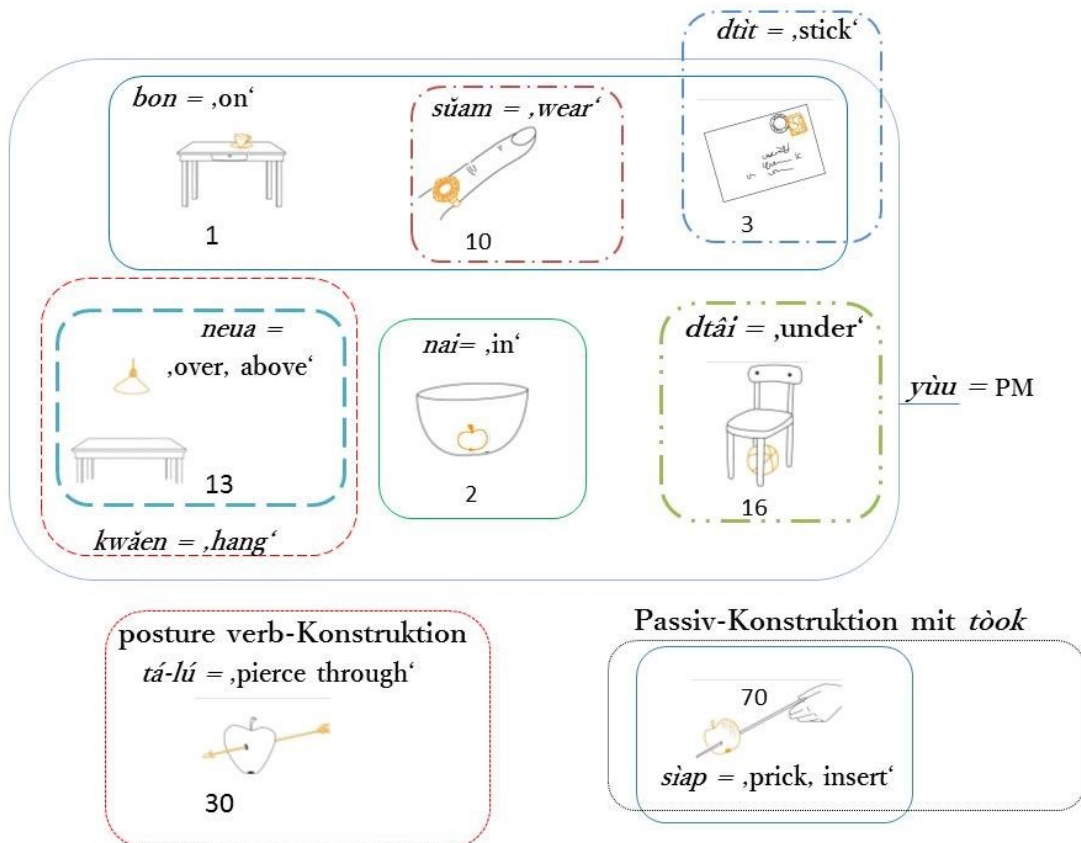 dtìt = ‚stick‘
bon = ‚on‘
sŭam = ‚wear‘
1
10
3
neua =
‚over, above‘
13
kwăen = ‚hang‘
nai= ‚in‘
2
dtâi = ‚under‘
16
yùu = PM
posture verb-Konstruktion
tá-lú = ‚pierce through‘
30
Passiv-Konstruktion mit tòok
70
sìap = ‚prick, insert‘